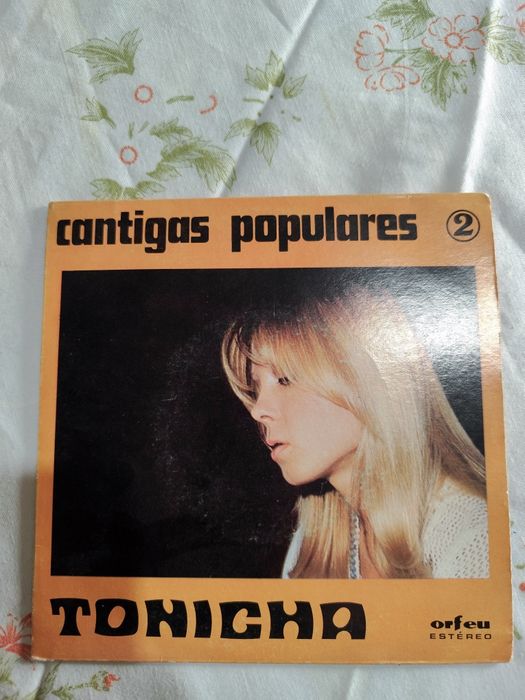 cantigas populares 2
TONICHA
orfeu
ESTÉREO